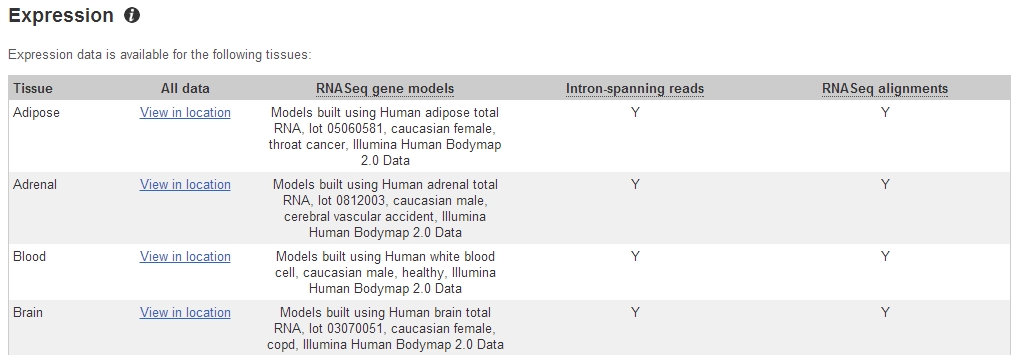 Expression
Expression data is available for the following tissues:
Tissue All data RNASeq gene models Intron-spanning reads RNASeq alignments
Adipose View in location Models built using Human adipose total Y Y
RNA, lot 05060581, caucasian female,
throat cancer, Illumina Human Bodymap
2.0 Data
Adrenal View in location Models built using Human adrenal total Y Y
RNA, lot 0812003, caucasian male,
cerebral vascular accident, Illumina
Human Bodymap 2.0 Data
Blood View in location Models built using Human white blood Y Y
cell, caucasian male, healthy, Illumina
Human Bodymap 2.0 Data
Brain View in location Models built using Human brain total Y Y
RNA, lot 03070051, caucasian female,
copd, Illumina Human Bodymap 2.0 Data